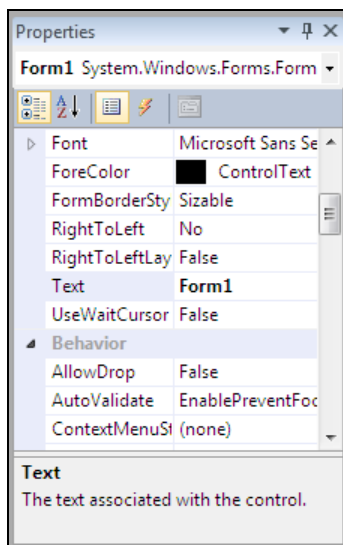 Properties
Form1 System.Windows.Forms.Form
Font Microsoft Sans Se
ForeColor ControlText
FormBorderSty Sizable
RightToLeft No
RightToLeftLay False
Text Form1
UseWaitCursor False
Behavior
AllowDrop False
AutoValidate EnablePreventFoc
ContextMenuSt (none)
Text
The text associated with the control.